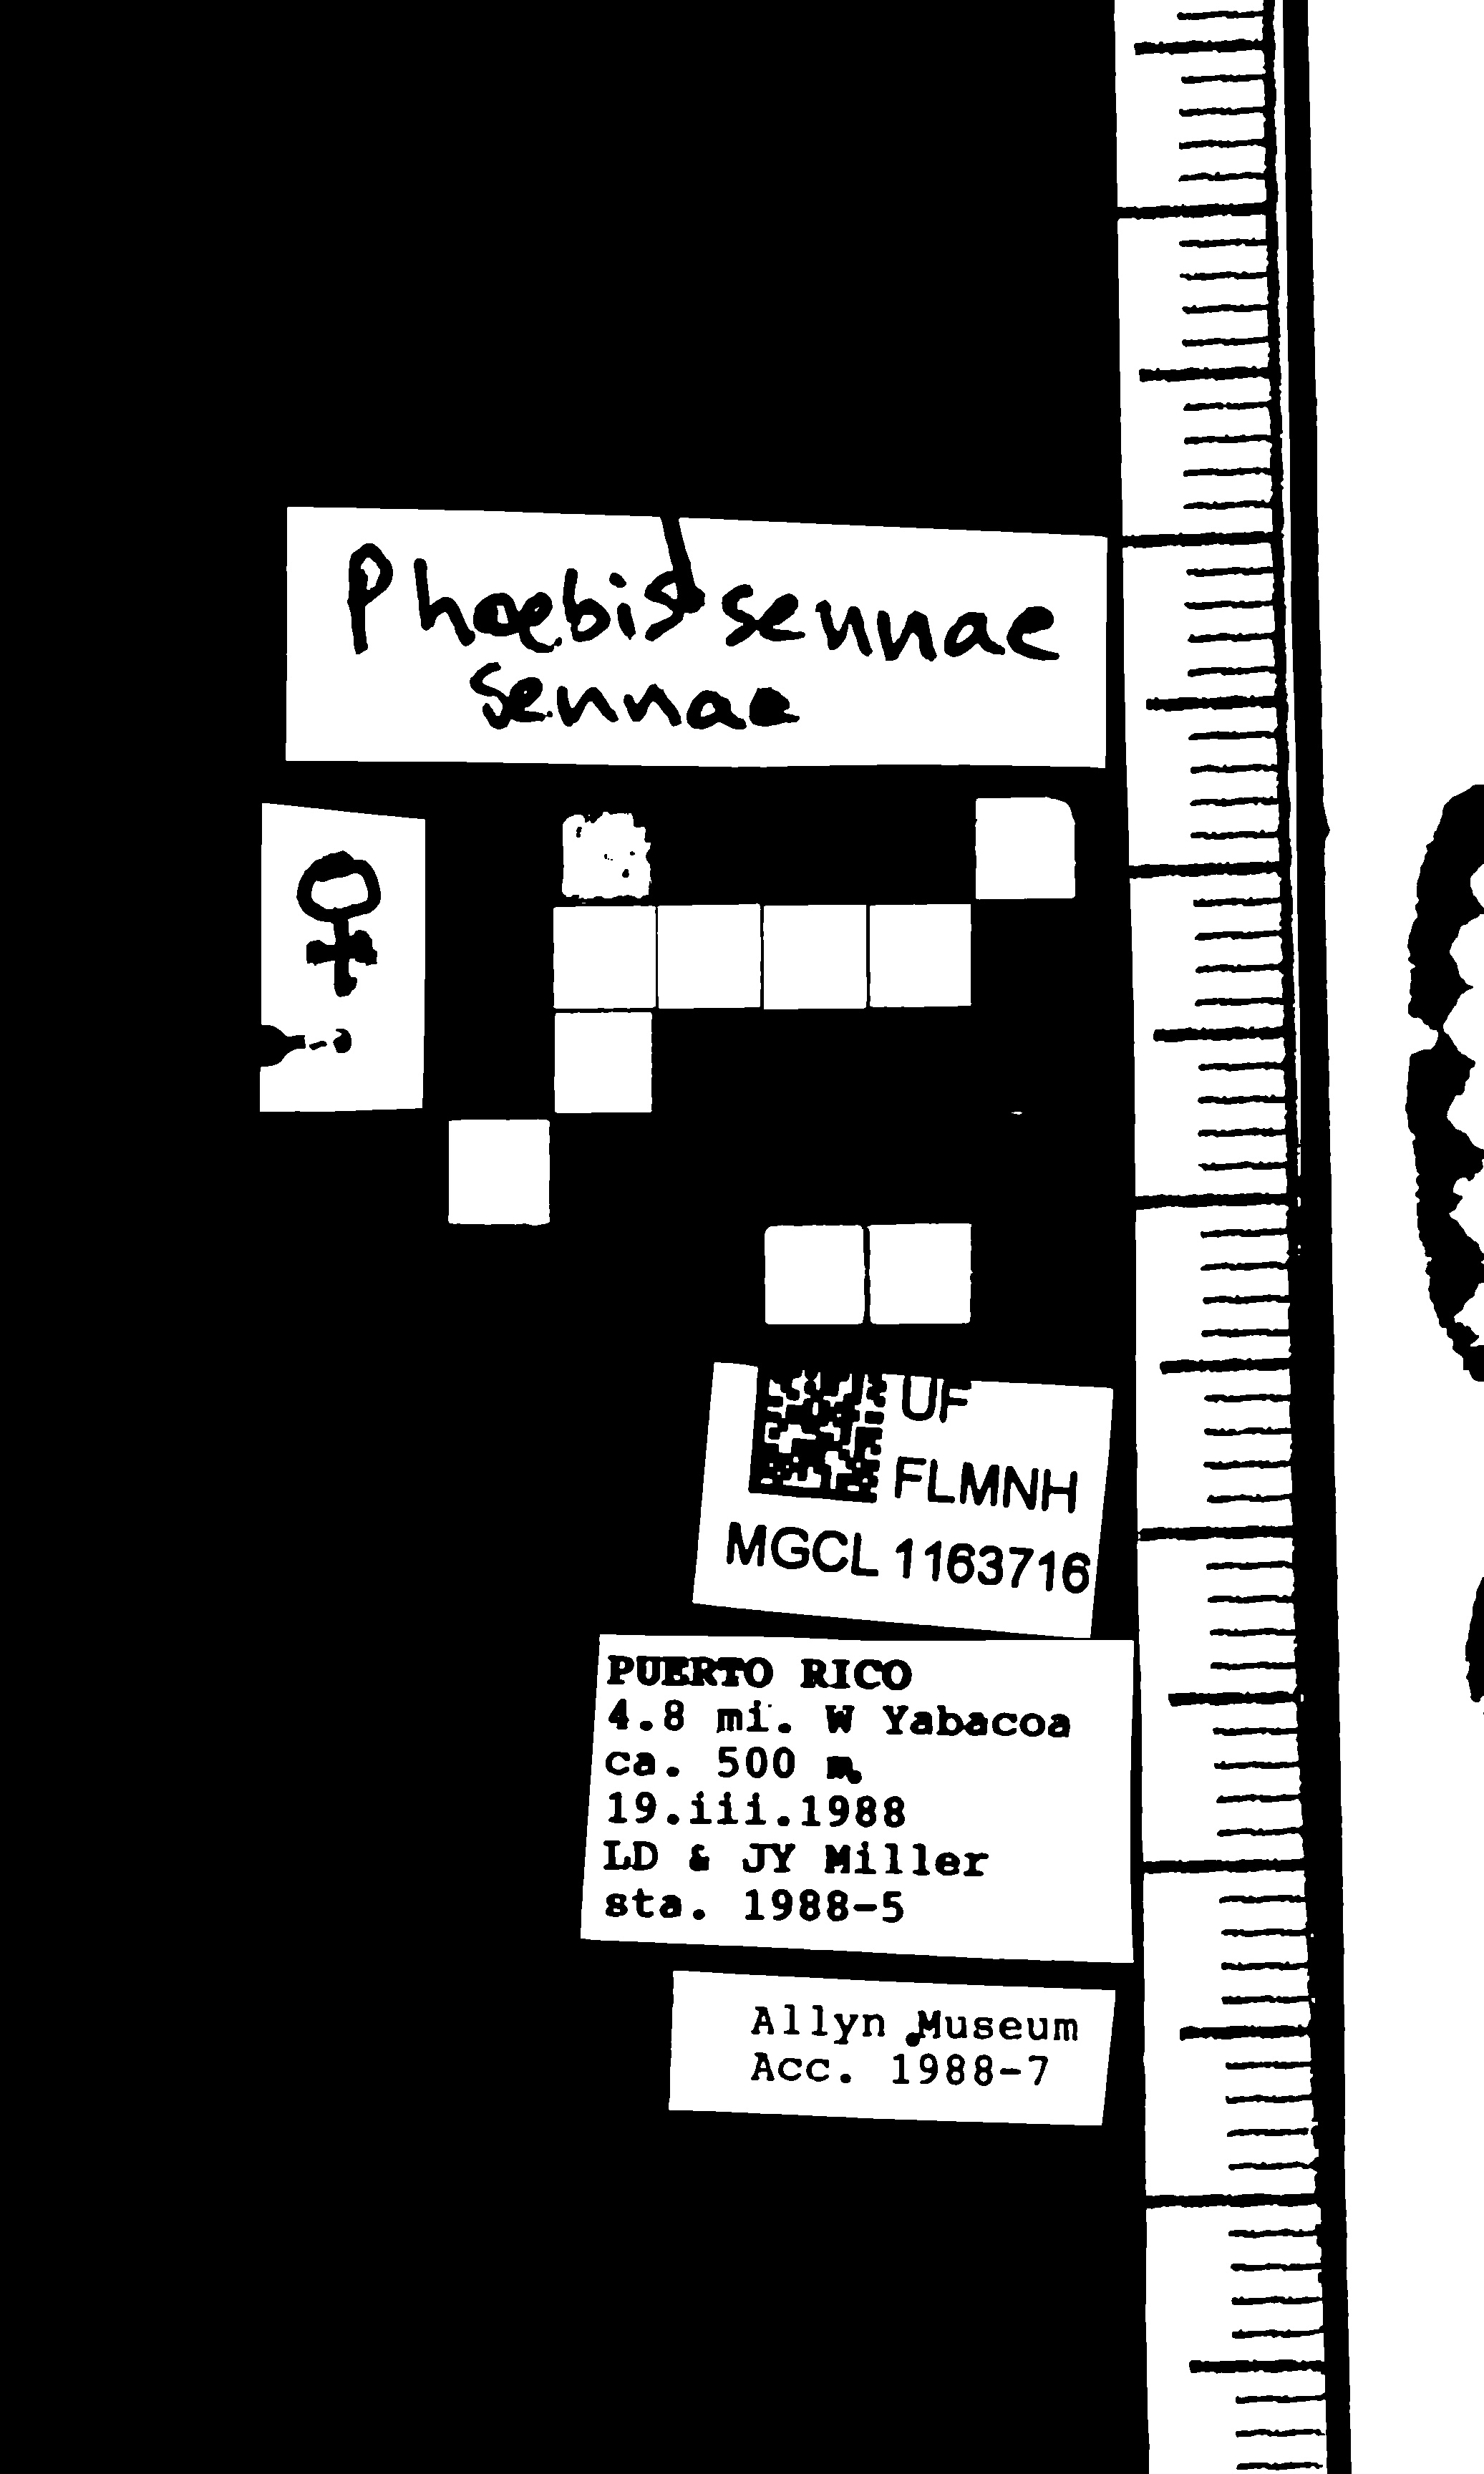 Phoebis sennae
sennae
♀
UF
FLMNH
MGCL 1163716
PUERTO RICO
4.8 mi. W Yabacoa
ca. 500 m.
19.iii.1988
LD & JY Miller
sta. 1988-5
Allyn Museum
Acc. 1988-7